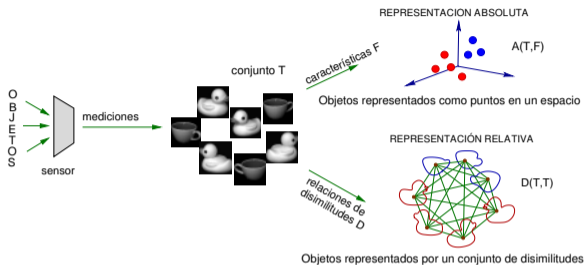 REPRESENTACION ABSOLUTA
A(T,F)
características F
conjunto T
Objetos representados como puntos en un espacio
OBJETOS
mediciones
sensor
REPRESENTACIÓN RELATIVA
relaciones de
disimilitudes D
D(T,T)
Objetos representados por un conjunto de disimilitudes